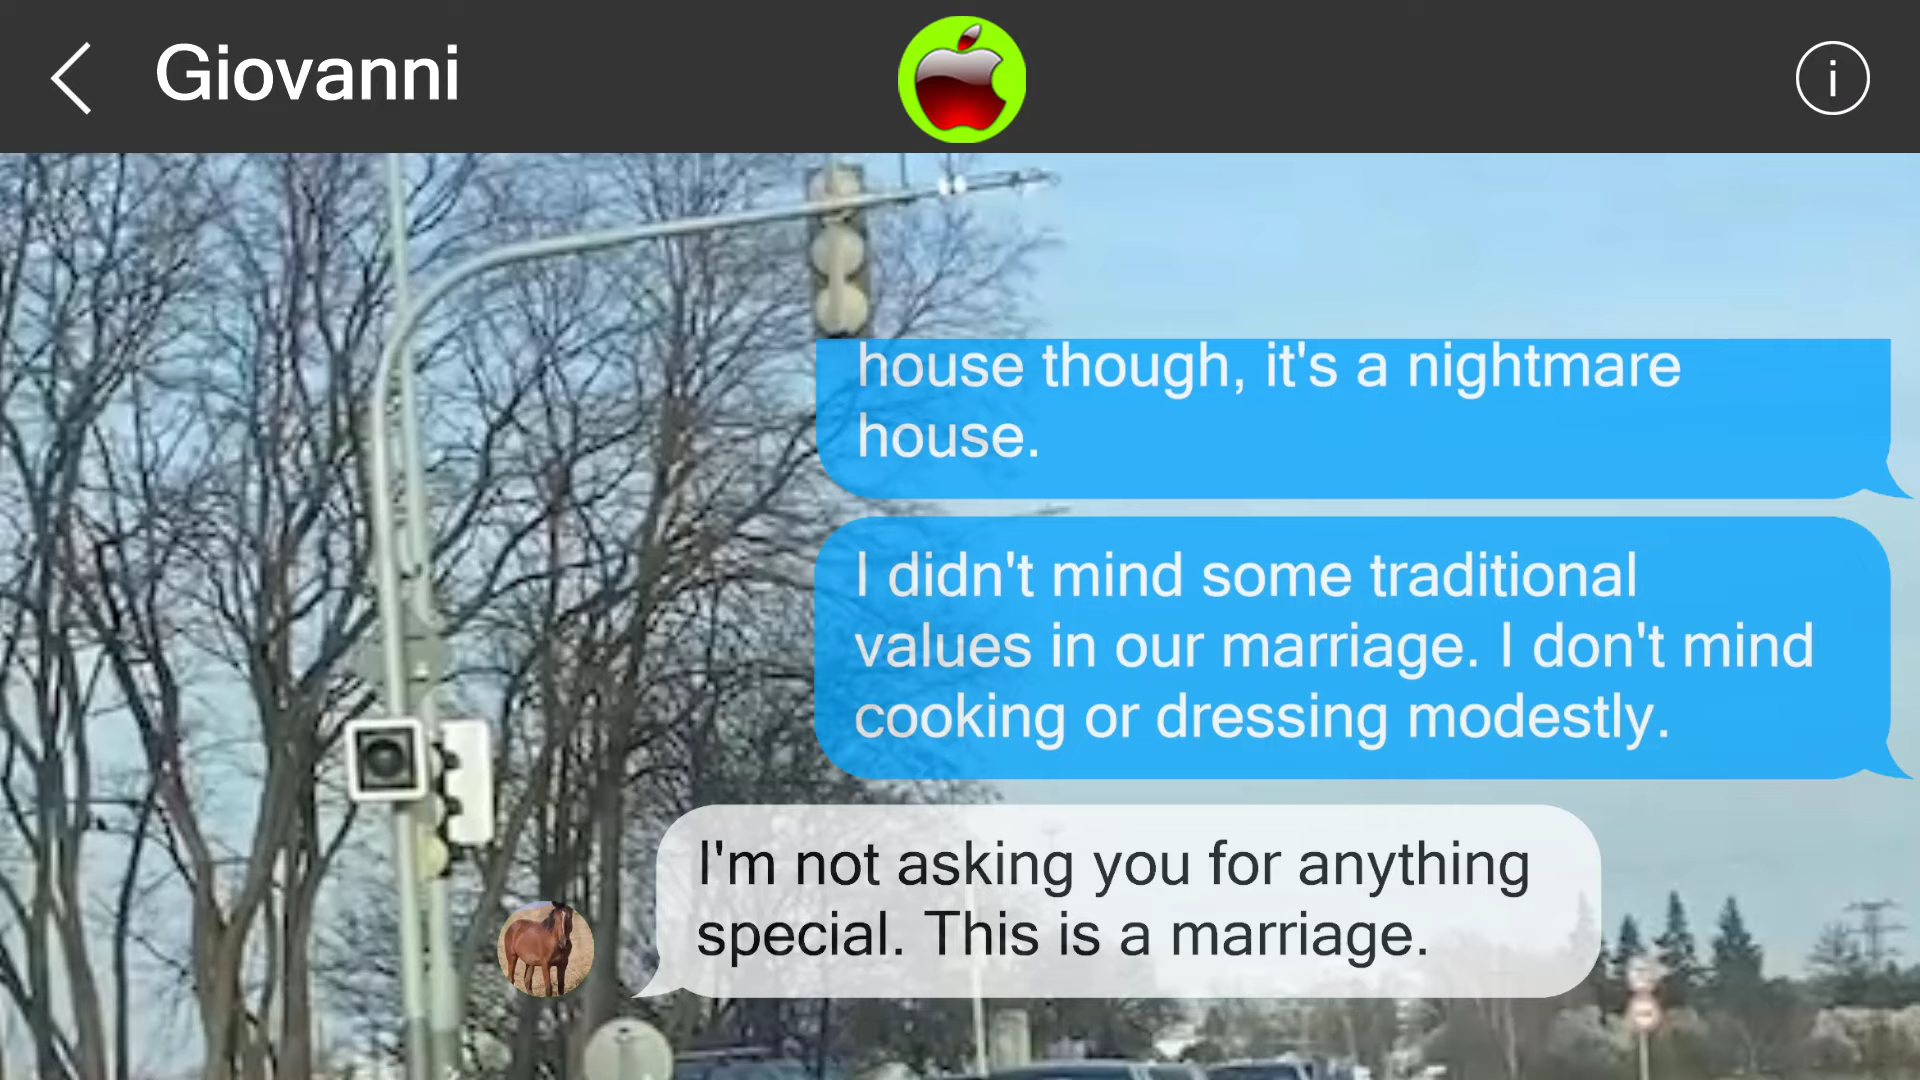 Giovanni
i
house though, it's a nightmare
house.
I didn't mind some traditional
values in our marriage. I don't mind
cooking or dressing modestly.
I'm not asking you for anything
special. This is a marriage.